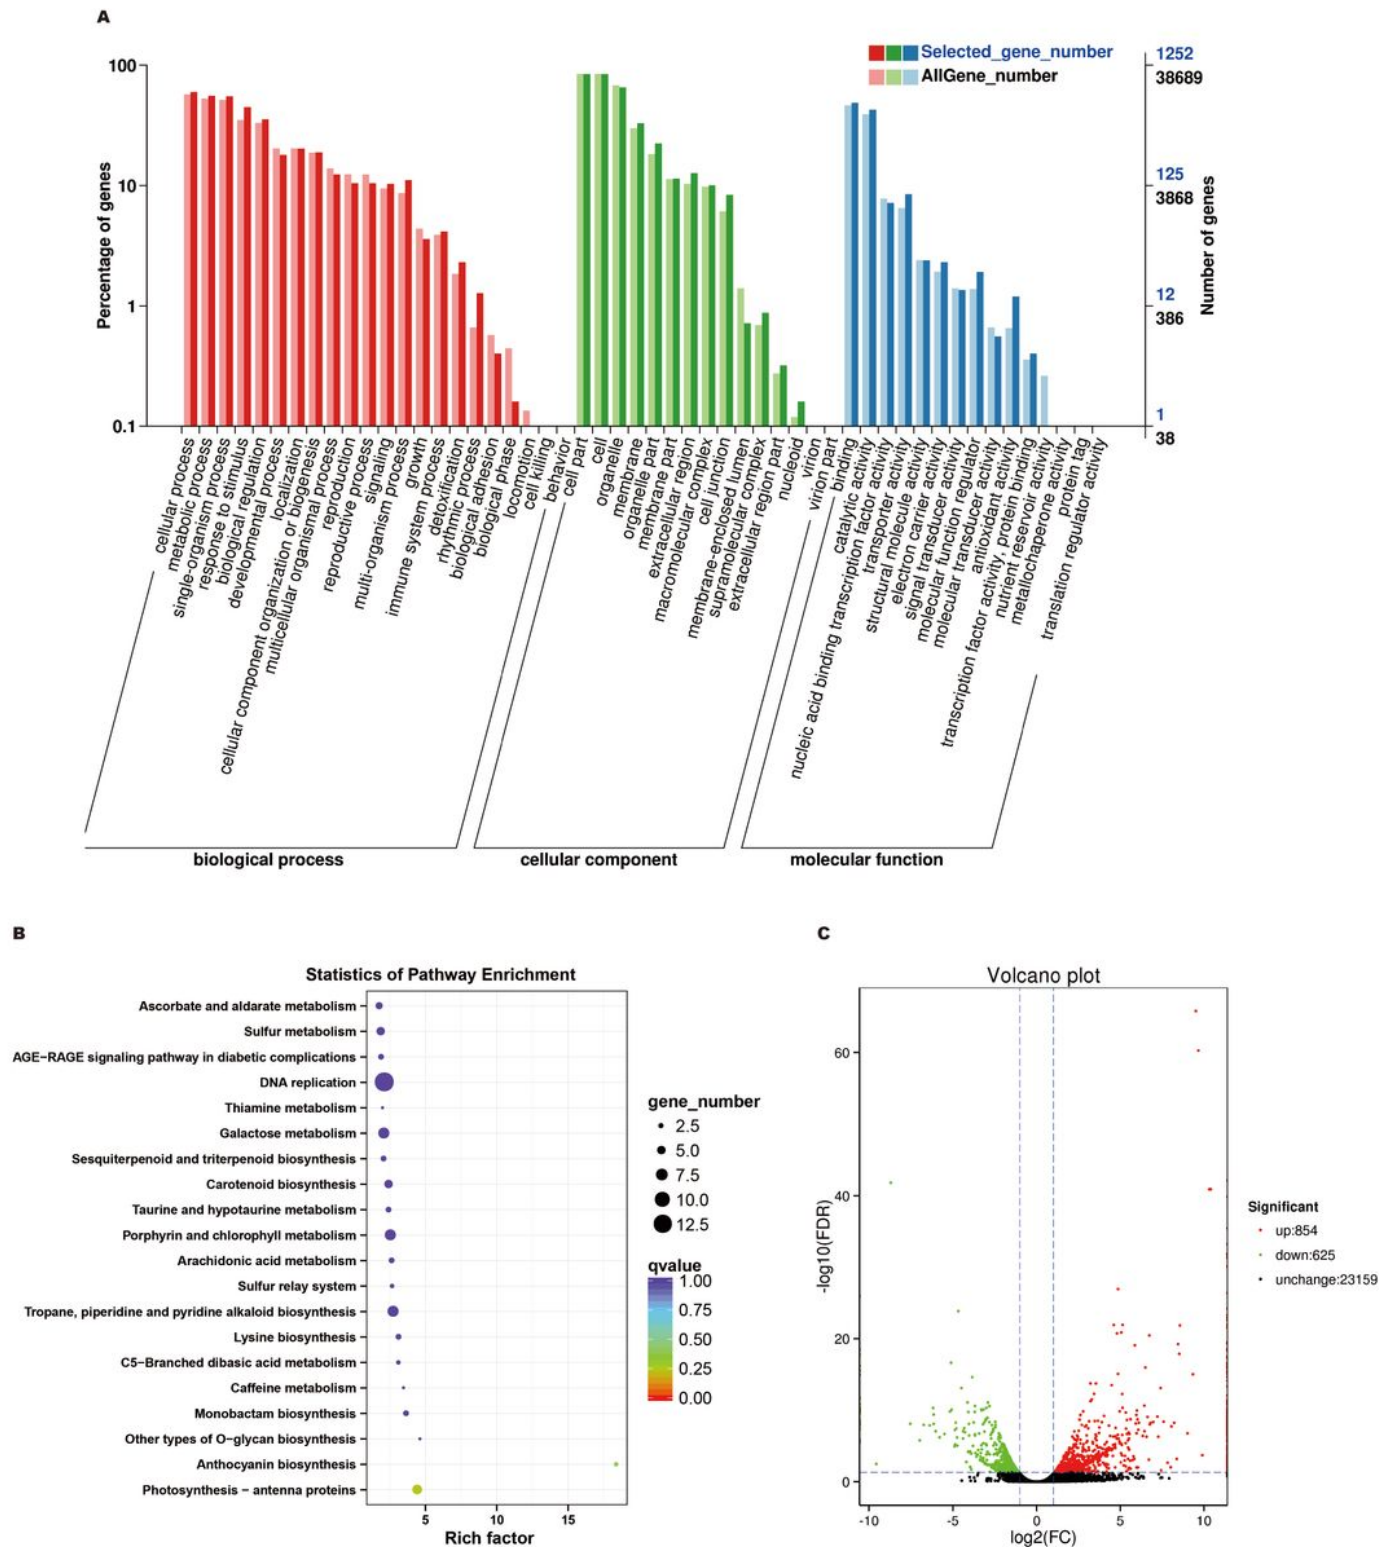 A
Selected_gene_number
AllGene_number
1252
38689
125
3868
12
386
1
38
Number of genes
Percentage of genes
100
10
1
0.1
cellular process
metabolic process
single-organism process
response to stimulus
biological regulation
developmental process
localization
cellular component organization or biogenesis
multicellular organismal process
reproduction
reproductive process
signaling
multi-organism process
growth
immune system process
detoxification
rhythmic process
biological adhesion
biological phase
locomotion
cell killing
behavior
cell part
cell
organelle
membrane
organelle part
membrane part
extracellular region
macromolecular complex
cell junction
membrane-enclosed lumen
supramolecular complex
extracellular region part
nucleoid
virion
virion part
binding
catalytic activity
nucleic acid binding transcription factor activity
transporter activity
structural molecule activity
electron carrier activity
signal transducer activity
molecular function regulator
molecular transducer activity
antioxidant activity
transcription factor activity, protein binding
nutrient reservoir activity
metallochaperone activity
protein tag
translation regulator activity
biological process
cellular component
molecular function
B
Statistics of Pathway Enrichment
Ascorbate and aldarate metabolism
Sulfur metabolism
AGE−RAGE signaling pathway in diabetic complications
DNA replication
Thiamine metabolism
Galactose metabolism
Sesquiterpenoid and triterpenoid biosynthesis
Carotenoid biosynthesis
Taurine and hypotaurine metabolism
Porphyrin and chlorophyll metabolism
Arachidonic acid metabolism
Sulfur relay system
Tropane, piperidine and pyridine alkaloid biosynthesis
Lysine biosynthesis
C5−Branched dibasic acid metabolism
Caffeine metabolism
Monobactam biosynthesis
Other types of O−glycan biosynthesis
Anthocyanin biosynthesis
Photosynthesis − antenna proteins
5
10
15
Rich factor
gene_number
2.5
5.0
7.5
10.0
12.5
qvalue
1.00
0.75
0.50
0.25
0.00
C
Volcano plot
-log10(FDR)
60
40
20
0
-10
-5
0
5
10
log2(FC)
Significant
up:854
down:625
unchange:23159